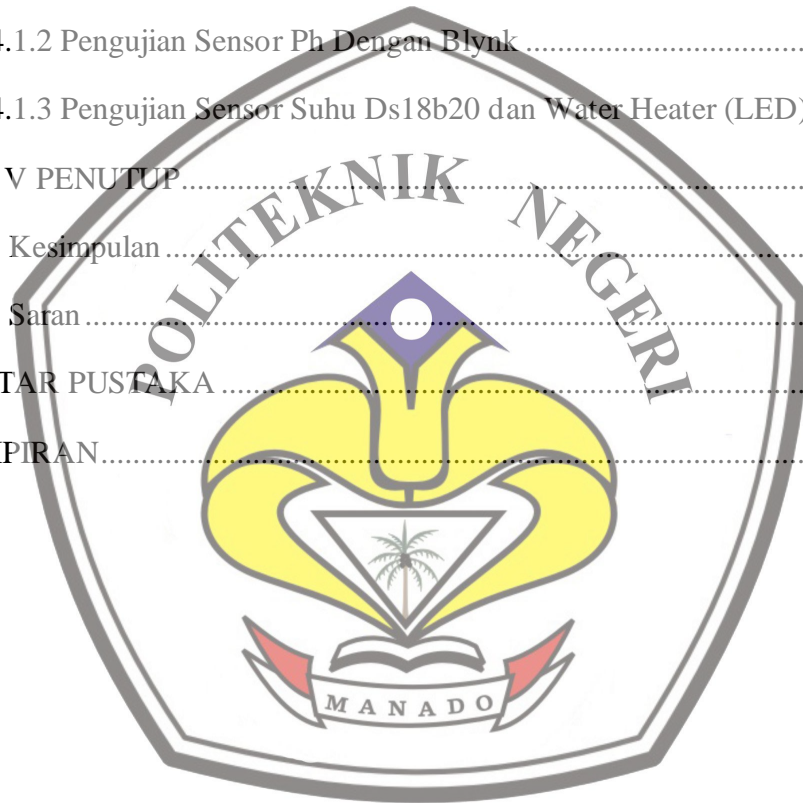 4.1.2 Pengujian Sensor Ph Dengan Blynk ........................................
4.1.3 Pengujian Sensor Suhu Ds18b20 dan Water Heater (LED)
V PENUTUP........................................................................
Kesimpulan ........................................................................
Saran ........................................................................
TAR PUSTAKA ........................................................................
PIRAN........................................................................
POLITEKNIK NEGERI
MANADO